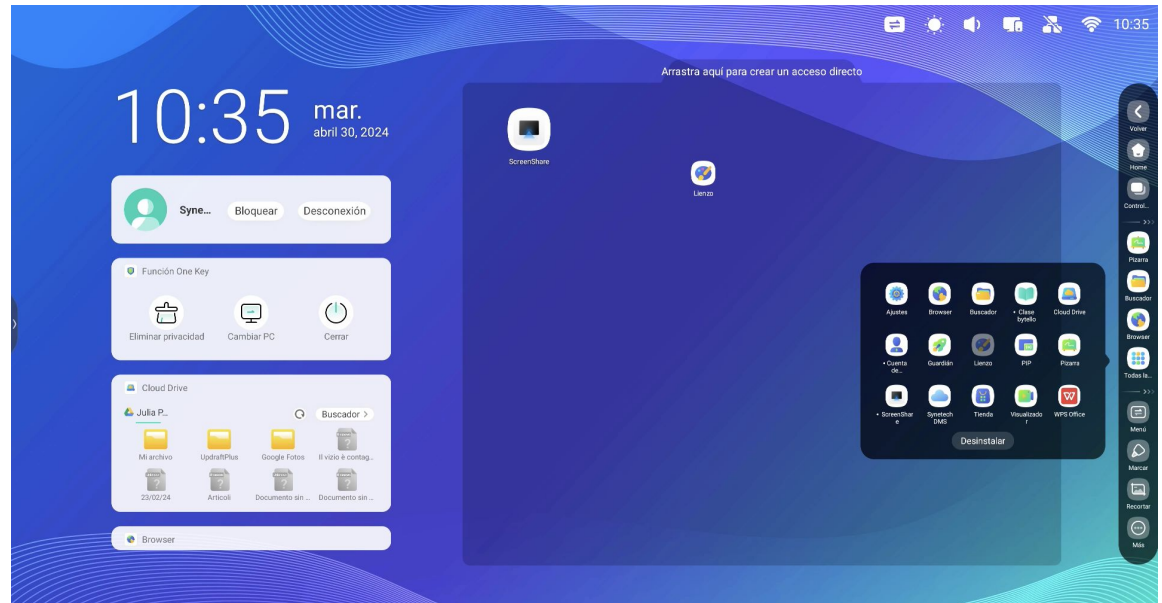 10:35
10:35
mar.
abril 30, 2024
Syne...
Bloquear
Desconexión
Función One Key
Eliminar privacidad
Cambiar PC
Cerrar
Cloud Drive
Julia P...
Buscador >
Mi archivo
UpdraftPlus
Google Fotos
Il vizio è contag...
23/02/24
Articoli
Documento sin ...
Documento sin ...
Browser
Arrastra aquí para crear un acceso directo
ScreenShare
Lienzo
Ajustes
Browser
Buscador
• Clase
bytello
Cloud Drive
• Cuenta
de...
Guardián
Lienzo
PIP
Pizarra
• ScreenShar
e
Synetech
DMS
Tienda
Visualizado
r
WPS Office
Desinstalar
Volver
Home
Control...
Pizarra
Buscador
Browser
Todas la...
Menú
Marcar
Recortar
Más